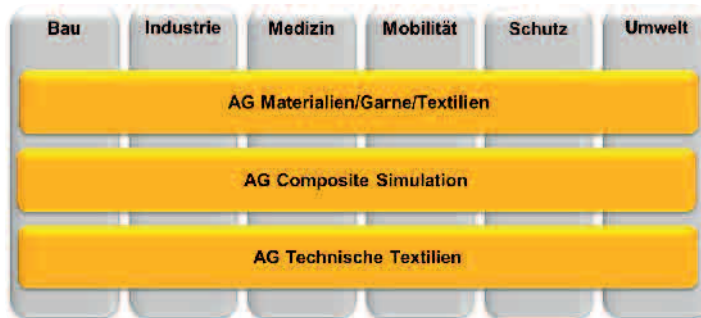 Bau Industrie Medizin Mobilität Schutz Umwelt
AG Materialien/Garne/Textilien
AG Composite Simulation
AG Technische Textilien